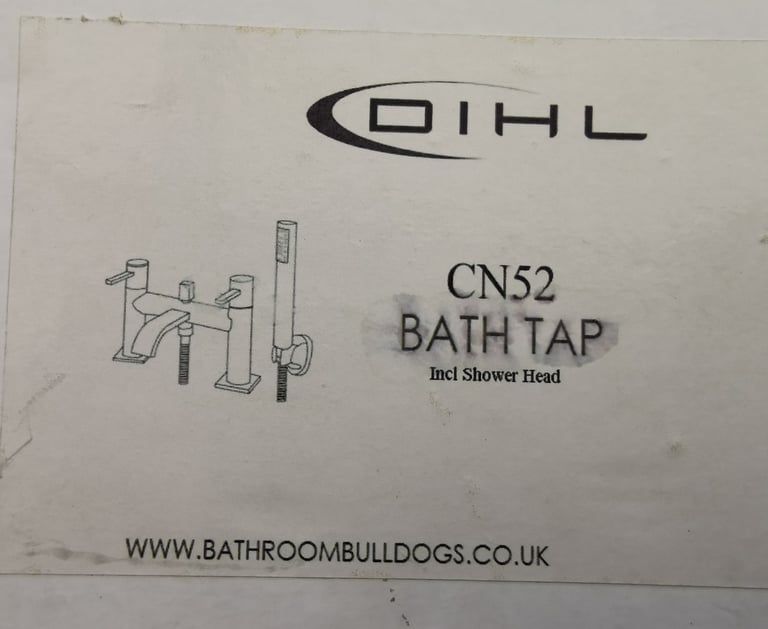 DIHL
CN52
BATH TAP
Incl Shower Head
WWW.BATHROOMBULLDOGS.CO.UK